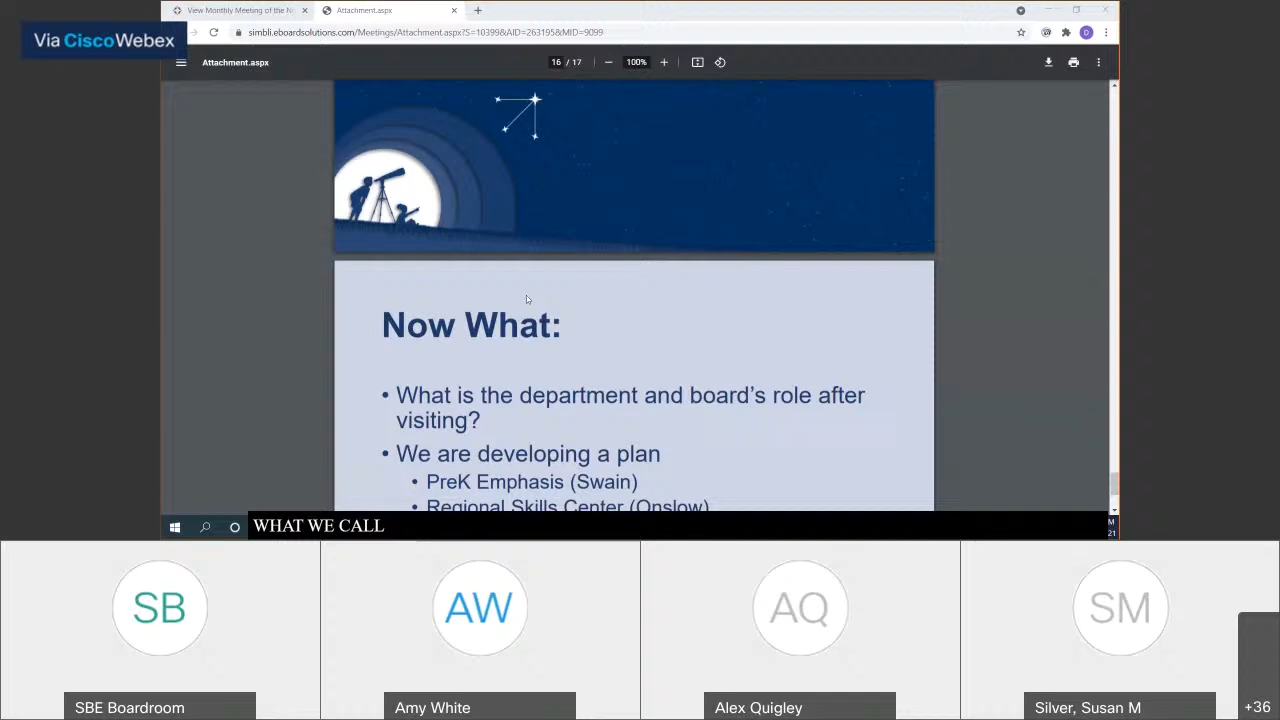 View Monthly Meeting of the N
Attachment.aspx
Via Cisco Webex
simbli.eboardsolutions.com/Meetings/Attachment.aspx?S=10399&AID=263195&MID=9099
D
Attachment.aspx
16 / 17
100%
Now What:
• What is the department and board's role after
visiting?
• We are developing a plan
• PreK Emphasis (Swain)
• Regional Skills Center (Onslow)
WHAT WE CALL
M
21
SB
AW
AQ
SM
SBE Boardroom
Amy White
Alex Quigley
Silver, Susan M
+36